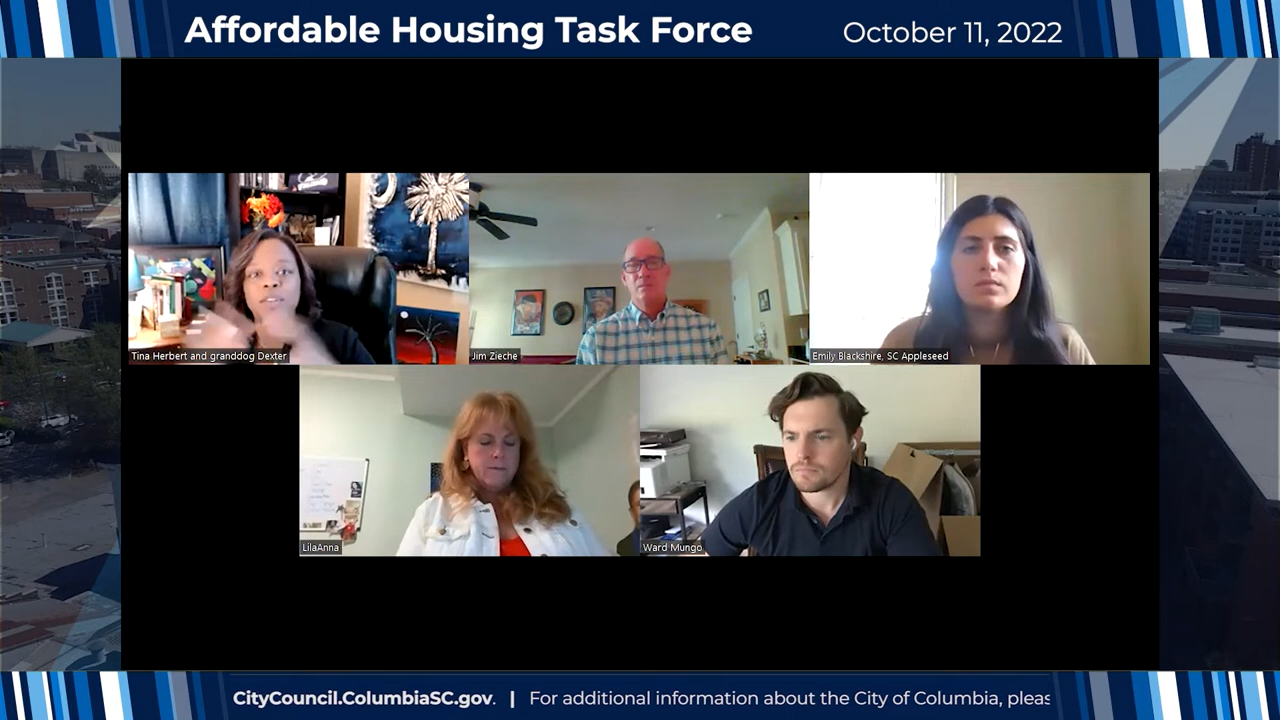 Affordable Housing Task Force
October 11, 2022
Tina Herbert and granddog Dexter
Jim Zieche
Emily Blackshire, SC Appleseed
LilaAnna
Ward Mungo
CityCouncil.ColumbiaSC.gov. | For additional information about the City of Columbia, pleas